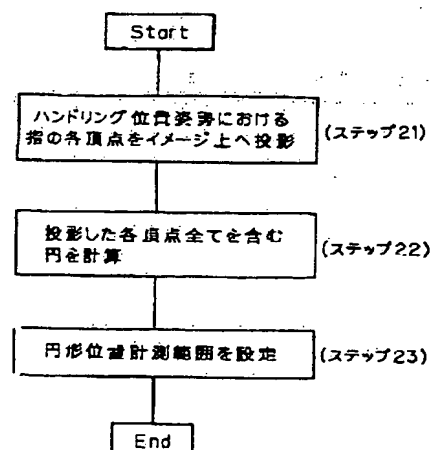 Start
ハンドリング位置姿勢における
指の各頂点をイメージ上へ投影
(ステップ21)
投影した各頂点全てを含む
円を計算
(ステップ22)
円形位置計測範囲を設定
(ステップ23)
End